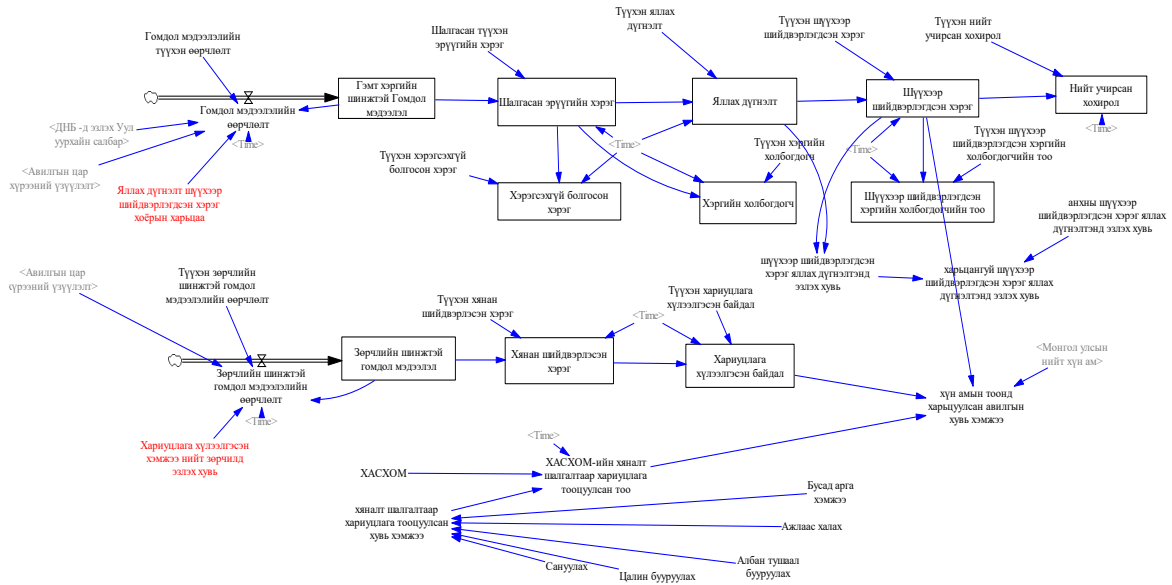 Гомдол мэдээлэлийн
түүхэн өөрчлөлт
Гэмт хэргийн
шинжтэй Гомдол
мэдээлэл
Гомдол мэдээлэлийн
өөрчлөлт
<Time>
<ДНБ -д эзлэх Уул
уурхайн салбар>
<Авилгын цар
хүрээний үзүүлэлт>
Яллах дүгнэлт шүүхээр
шийдвэрлэгдсэн хэрэг
хоёрын харьцаа
Шалгасан түүхэн
эрүүгийн хэрэг
Шалгасан эрүүгийн хэрэг
Түүхэн яллах
дүгнэлт
Яллах дүгнэлт
Түүхэн шүүхээр
шийдвэрлэгдсэн хэрэг
Шүүхээр
шийдвэрлэгдсэн хэрэг
Түүхэн нийт
учирсан хохирол
Нийт учирсан
хохирол
<Time>
Түүхэн хэрэгсэхгүй
болгосон хэрэг
Хэрэгсэхгүй болгосон
хэрэг
<Time>
Түүхэн хэргийн
холбогдогч
Хэргийн холбогдогч
<Time>
Түүхэн шүүхээр
шийдвэрлэгдсэн хэргийн
холбогдогчийн тоо
Шүүхээр шийдвэрлэгдсэн
хэргийн холбогдогчийн тоо
анхны шүүхээр
шийдвэрлэгдсэн хэрэг яллах
дүгнэлтэнд эзлэх хувь
шүүхээр шийдвэрлэгдсэн
хэрэг яллах дүгнэлтэнд
эзлэх хувь
харьцангуй шүүхээр
шийдвэрлэгдсэн хэрэг яллах
дүгнэлтэнд эзлэх хувь
<Авилгын цар
хүрээний үзүүлэлт>
Түүхэн зөрчлийн
шинжтэй гомдол
мэдээлэлийн өөрчлөлт
Зөрчлийн шинжтэй
гомдол мэдээлэл
Зөрчлийн шинжтэй
гомдол мэдээлэлийн
өөрчлөлт
<Time>
Хариуцлага хүлээлгэсэн
хэмжээ нийт зөрчилд
эзлэх хувь
Түүхэн хянан
шийдвэрлэсэн хэрэг
Хянан шийдвэрлэсэн
хэрэг
<Time>
Түүхэн хариуцлага
хүлээлгэсэн байдал
Хариуцлага
хүлээлгэсэн байдал
<Монгол улсын
нийт хүн ам>
хүн амын тоонд
харьцуулсан авилгын
хувь хэмжээ
<Time>
ХАСХОМ
ХАСХОМ-ийн хяналт
шалгалтаар хариуцлага
тооцуулсан тоо
хяналт шалгалтаар
хариуцлага тооцуулсан
хувь хэмжээ
Бусад арга
хэмжээ
Ажлаас халах
Албан тушаал
бууруулах
Цалин бууруулах
Сануулах